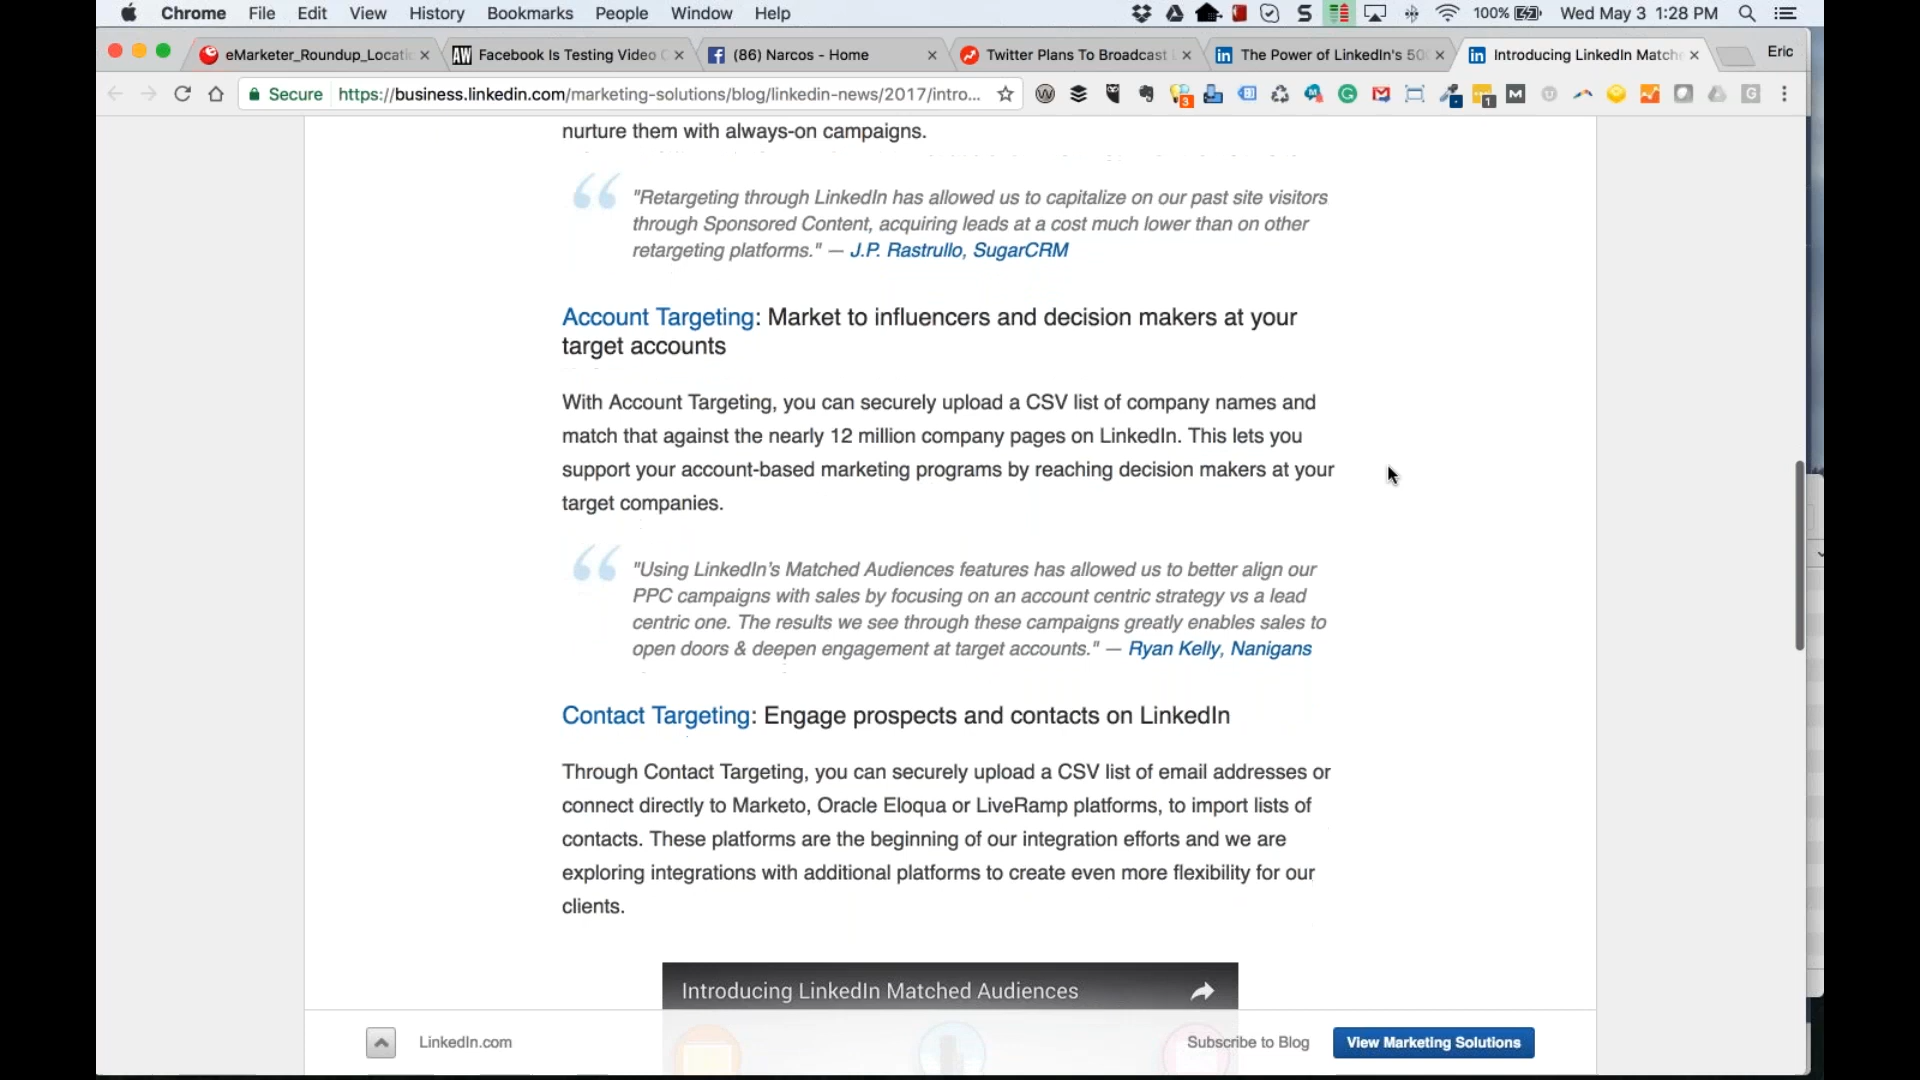 Chrome File Edit View History Bookmarks People Window Help 100% Wed May 3 1:28 PM
eMarketer_Roundup_Locati
Facebook Is Testing Video
(86) Narcos - Home
Twitter Plans To Broadcast
The Power of LinkedIn's 50
Introducing LinkedIn Matche
Eric
Secure https://business.linkedin.com/marketing-solutions/blog/linkedin-news/2017/intro...
nurture them with always-on campaigns.
"Retargeting through LinkedIn has allowed us to capitalize on our past site visitors
through Sponsored Content, acquiring leads at a cost much lower than on other
retargeting platforms." — J.P. Rastrullo, SugarCRM
Account Targeting: Market to influencers and decision makers at your
target accounts
With Account Targeting, you can securely upload a CSV list of company names and
match that against the nearly 12 million company pages on LinkedIn. This lets you
support your account-based marketing programs by reaching decision makers at your
target companies.
"Using LinkedIn's Matched Audiences features has allowed us to better align our
PPC campaigns with sales by focusing on an account centric strategy vs a lead
centric one. The results we see through these campaigns greatly enables sales to
open doors & deepen engagement at target accounts." — Ryan Kelly, Nanigans
Contact Targeting: Engage prospects and contacts on LinkedIn
Through Contact Targeting, you can securely upload a CSV list of email addresses or
connect directly to Marketo, Oracle Eloqua or LiveRamp platforms, to import lists of
contacts. These platforms are the beginning of our integration efforts and we are
exploring integrations with additional platforms to create even more flexibility for our
clients.
Introducing LinkedIn Matched Audiences
LinkedIn.com
Subscribe to Blog
View Marketing Solutions